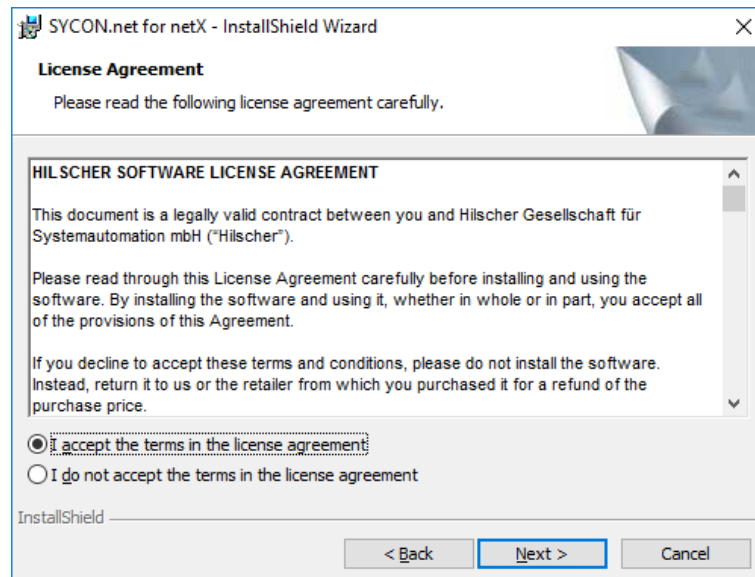 SYCON.net for netX - InstallShield Wizard
License Agreement
Please read the following license agreement carefully.
HILSCHER SOFTWARE LICENSE AGREEMENT
This document is a legally valid contract between you and Hilscher Gesellschaft für
Systemautomation mbH (“Hilscher”).
Please read through this License Agreement carefully before installing and using the
software. By installing the software and using it, whether in whole or in part, you accept all
of the provisions of this Agreement.
If you decline to accept these terms and conditions, please do not install the software.
Instead, return it to us or the retailer from which you purchased it for a refund of the
purchase price.
I accept the terms in the license agreement
I do not accept the terms in the license agreement
InstallShield
< Back
Next >
Cancel